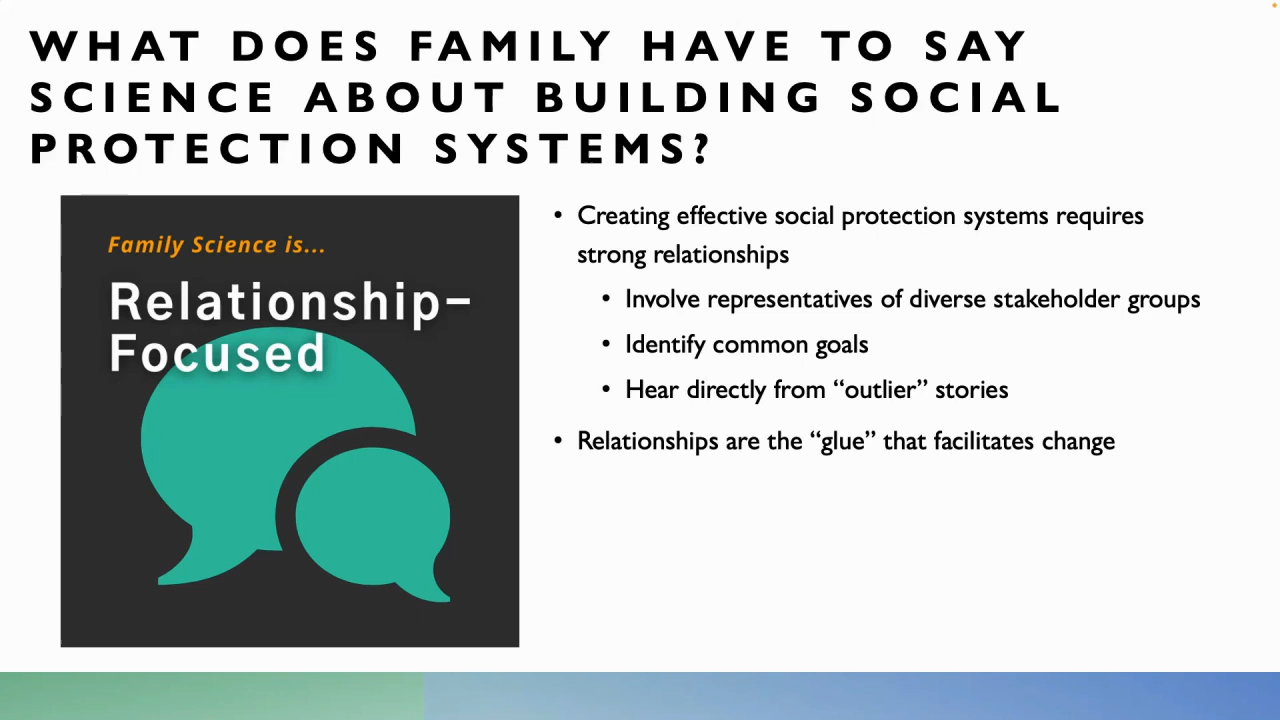 WHAT DOES FAMILY HAVE TO SAY
SCIENCE ABOUT BUILDING SOCIAL
PROTECTION SYSTEMS?
Family Science is...
Relationship-
Focused
• Creating effective social protection systems requires
strong relationships
• Involve representatives of diverse stakeholder groups
• Identify common goals
• Hear directly from “outlier” stories
• Relationships are the “glue” that facilitates change